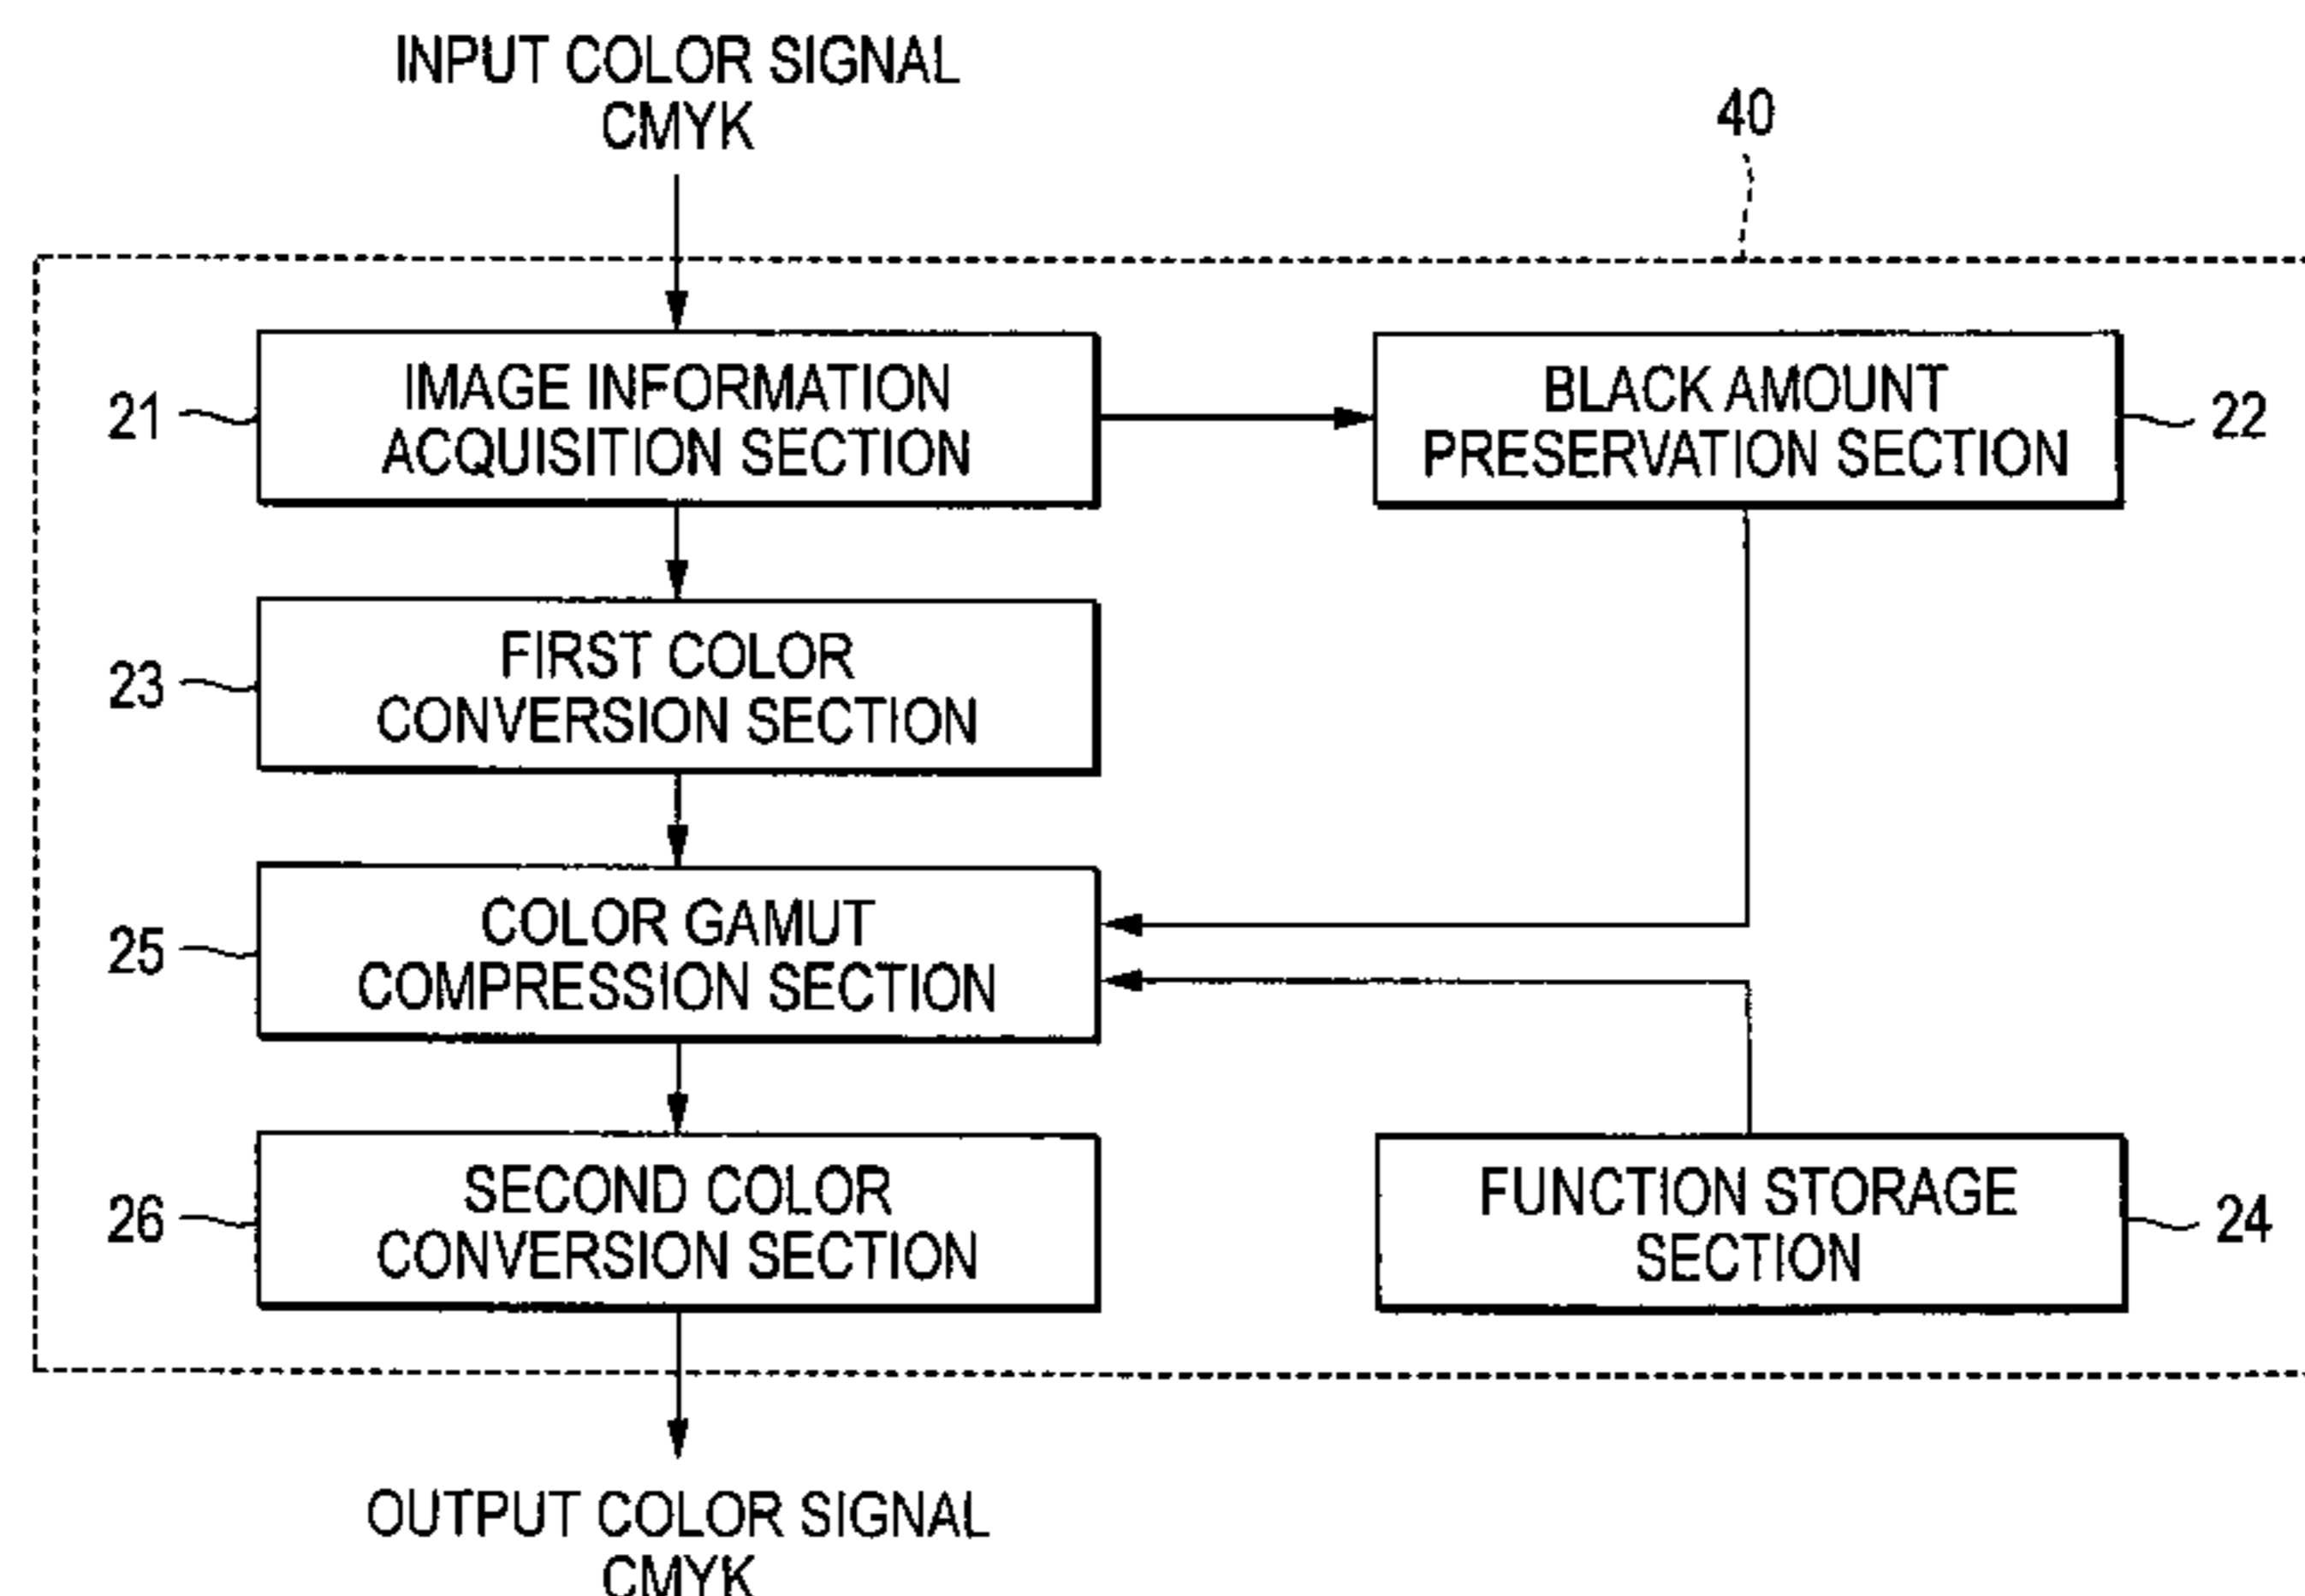 INPUT COLOR SIGNAL
CMYK
40
21
IMAGE INFORMATION
ACQUISITION SECTION
BLACK AMOUNT
PRESERVATION SECTION
22
23
FIRST COLOR
CONVERSION SECTION
25
COLOR GAMUT
COMPRESSION SECTION
26
SECOND COLOR
CONVERSION SECTION
FUNCTION STORAGE
SECTION
24
OUTPUT COLOR SIGNAL
CMYK